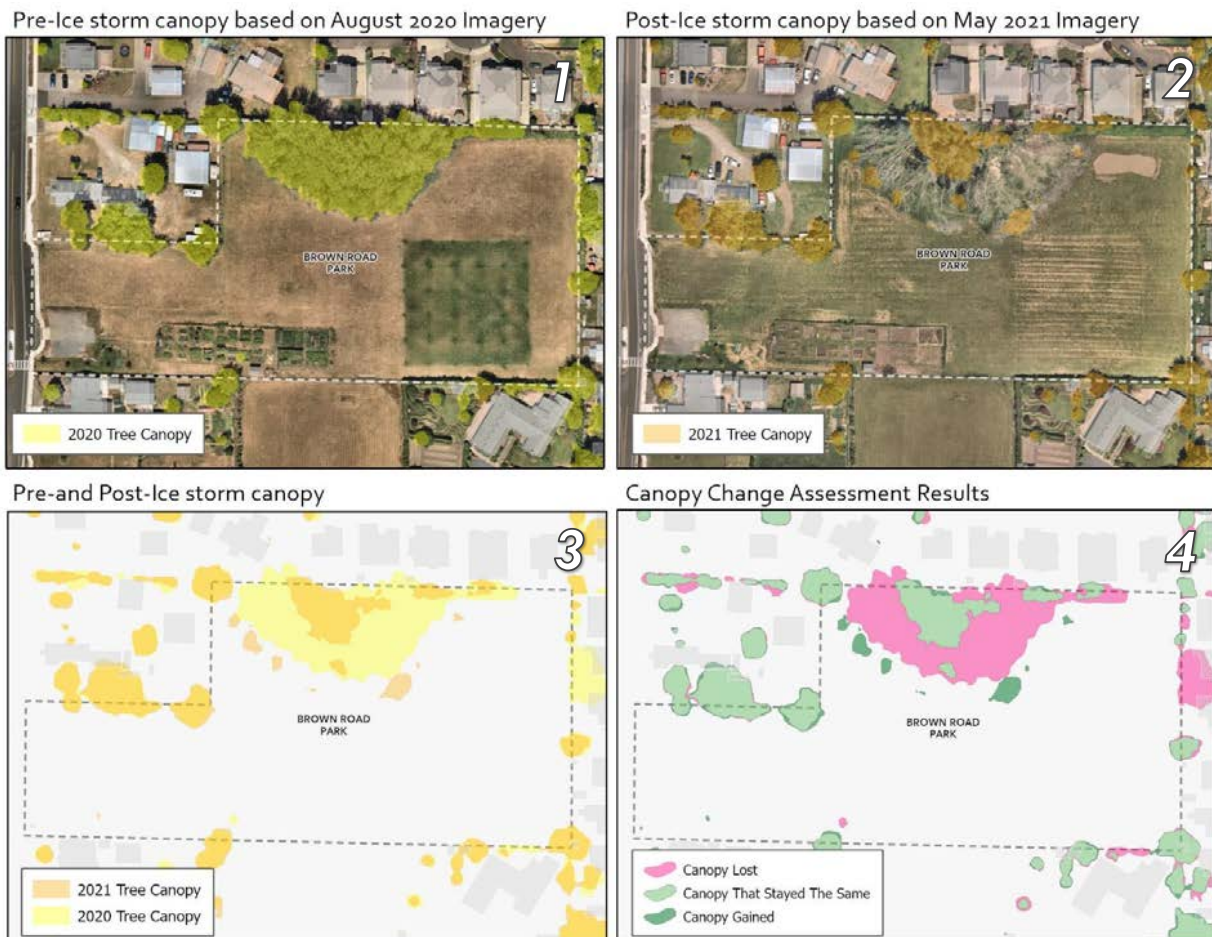 Pre-Ice storm canopy based on August 2020 Imagery
1
BROWN ROAD
PARK
2020 Tree Canopy
Post-Ice storm canopy based on May 2021 Imagery
2
BROWN ROAD
PARK
2021 Tree Canopy
Pre-and Post-Ice storm canopy
3
BROWN ROAD
PARK
2021 Tree Canopy
2020 Tree Canopy
Canopy Change Assessment Results
4
BROWN ROAD
PARK
Canopy Lost
Canopy That Stayed The Same
Canopy Gained